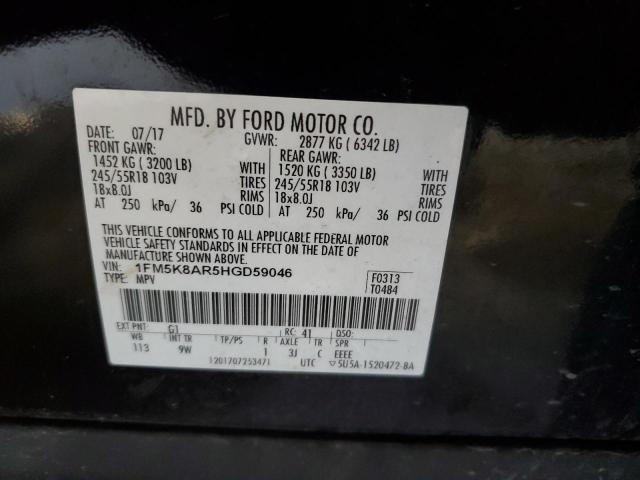 MFD. BY FORD MOTOR CO.
DATE: 07/17 GVWR: 2877 KG ( 6342 LB)
FRONT GAWR: REAR GAWR:
1452 KG ( 3200 LB) WITH 1520 KG ( 3350 LB) WITH
245/55R18 103V TIRES 245/55R18 103V TIRES
18x8.0J RIMS 18x8.0J RIMS
AT 250 kPa/ 36 PSI COLD AT 250 kPa/ 36 PSI COLD
THIS VEHICLE CONFORMS TO ALL APPLICABLE FEDERAL MOTOR
VEHICLE SAFETY STANDARDS IN EFFECT ON THE DATE OF
MANUFACTURE SHOWN ABOVE.
VIN: 1FM5K8AR5HGD59046
TYPE: MPV
F0313
T0484
EXT PNT: G1 RC: 41 DSO:
WB INT TR TP/PS R AXLE TR SPR
113 9W 1 3J C EEEE
1201707253471 UTC ▽5U5A-1520472-BA